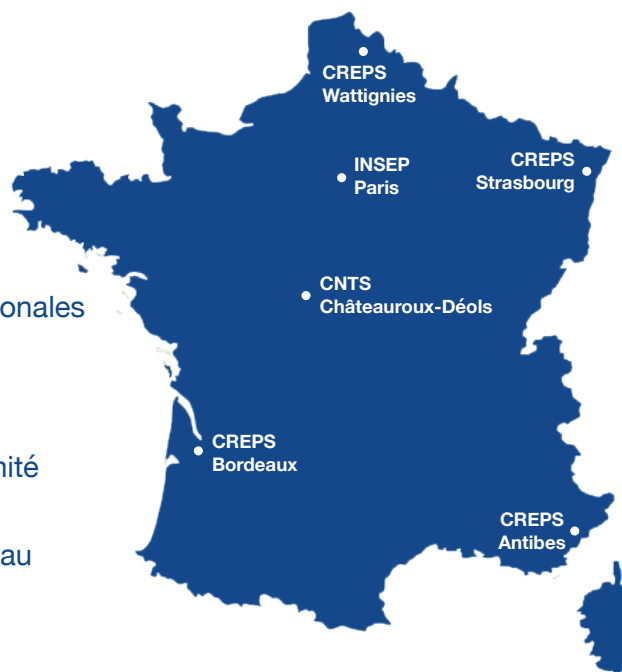 CREPS
Wattignies
INSEP
Paris
CREPS
Strasbourg
CNTS
Châteauroux-Déols
onales
CREPS
Bordeaux
nité
CREPS
Antibes
au